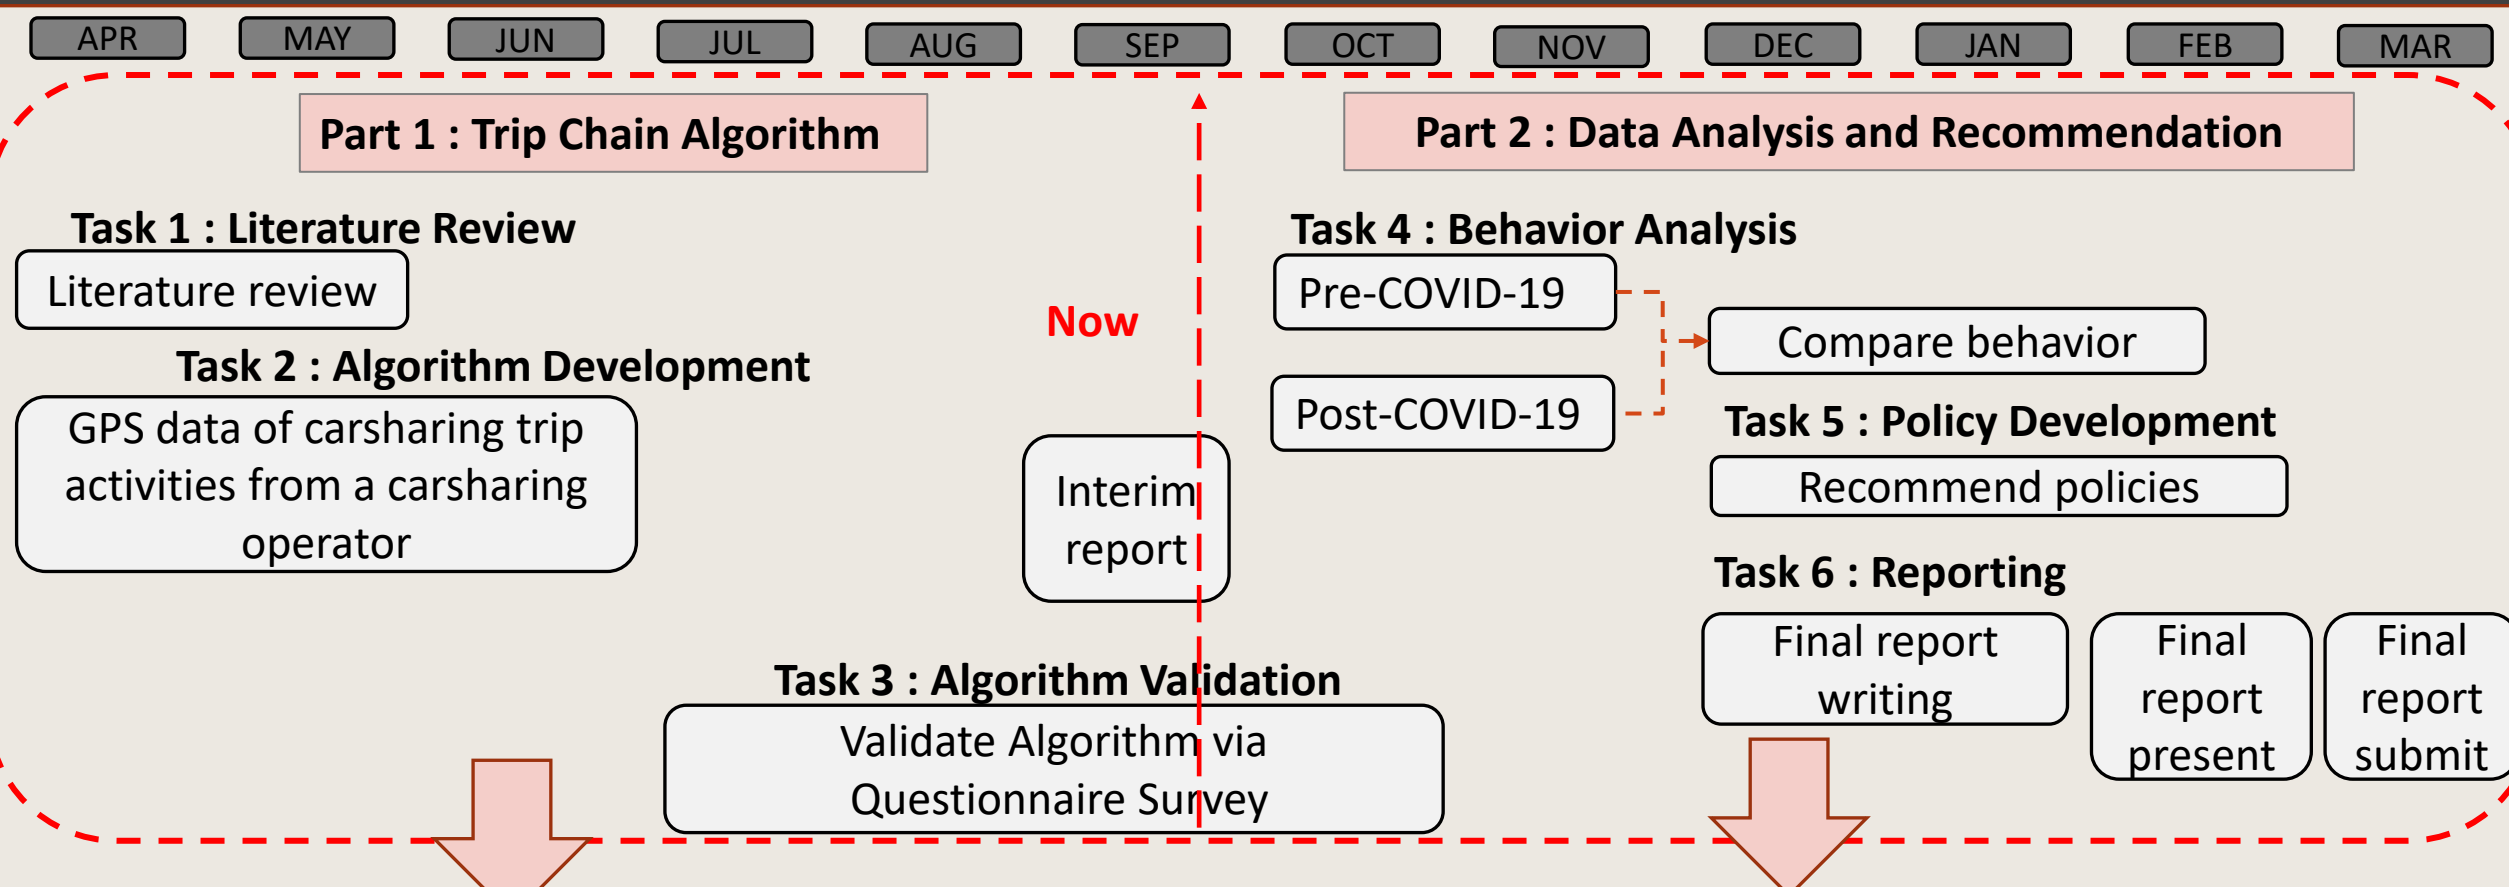 APR MAY JUN JUL AUG SEP OCT NOV DEC JAN FEB MAR
Part 1 : Trip Chain Algorithm
Part 2 : Data Analysis and Recommendation
Task 1 : Literature Review
Literature review
Task 2 : Algorithm Development
GPS data of carsharing trip
activities from a carsharing
operator
Now
Interim
report
Task 3 : Algorithm Validation
Validate Algorithm via
Questionnaire Survey
Task 4 : Behavior Analysis
Pre-COVID-19
Post-COVID-19
Compare behavior
Task 5 : Policy Development
Recommend policies
Task 6 : Reporting
Final report
writing
Final
report
present
Final
report
submit